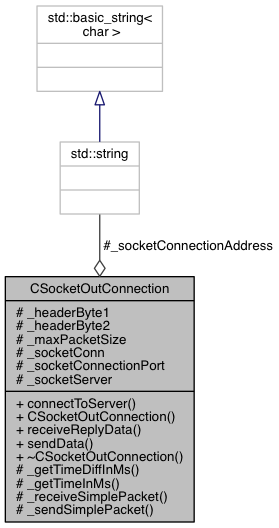 std::basic_string<
char >
std::string
#_socketConnectionAddress
CSocketOutConnection
# _headerByte1
# _headerByte2
# _maxPacketSize
# _socketConn
# _socketConnectionPort
# _socketServer
+ connectToServer()
+ CSocketOutConnection()
+ receiveReplyData()
+ sendData()
+ ~CSocketOutConnection()
# _getTimeDiffInMs()
# _getTimeInMs()
# _receiveSimplePacket()
# _sendSimplePacket()